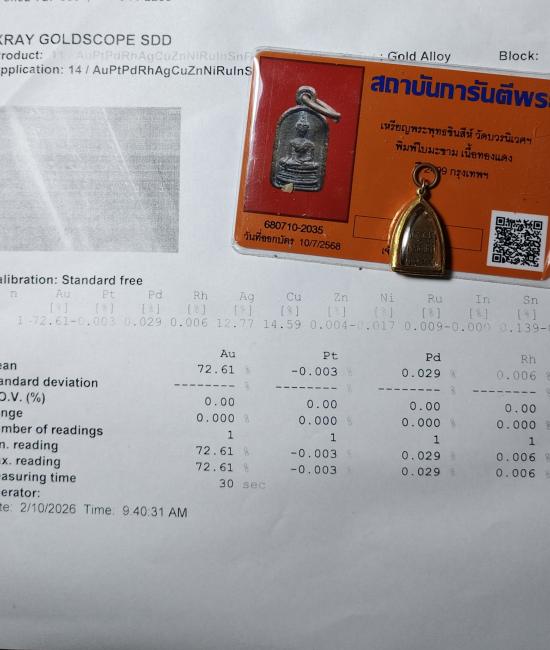 XRAY GOLDSCOPE SDD
roduct: 11 / AuPtPdRhAgCuZnNiRuInSnF : Gold Alloy Block:
pplication: 14 / AuPtPdRhAgCuZnNiRuInS
สถาบันการันตีพระ
เหรียญพระพุทธชินสีห์ วัดบวรนิเวศฯ
พิมพ์ใบมะขาม เนื้อทองแดง
กรุงเทพฯ
680710-2035
วันที่ออกบัตร 10/7/2568
alibration: Standard free
n Au Pt Pd Rh Ag Cu Zn Ni Ru In Sn
[%] [%] [%] [%] [%] [%] [%] [%] [%] [%] [%]
1 72.61-0.003 0.029 0.006 12.77 14.59 0.004-0.017 0.009-0.000 0.139-
Au Pt Pd Rh
ean 72.61 % -0.003 % 0.029 % 0.006 %
andard deviation -------- % -------- % -------- % --------
.O.V. (%) 0.00 0.00 0.00 0.00
nge 0.000 % 0.000 % 0.000 % 0.000 %
mber of readings 1 1 1 1
n. reading 72.61 % -0.003 % 0.029 % 0.006 %
x. reading 72.61 % -0.003 % 0.029 % 0.006 %
easuring time 30 sec
erator:
te: 2/10/2026 Time: 9:40:31 AM